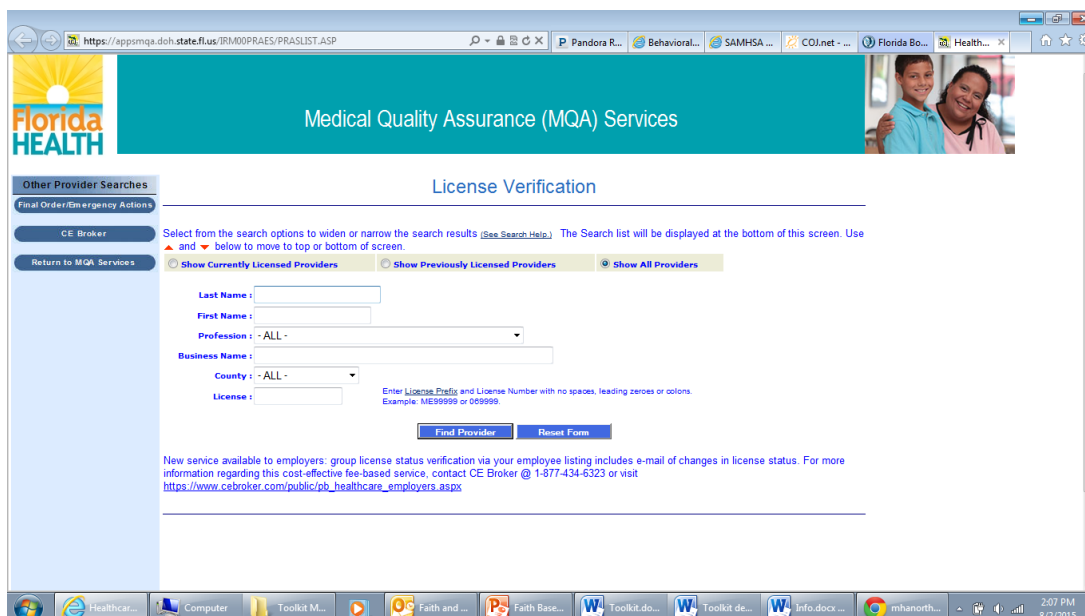 https://appsmqa.doh.state.fl.us/IRM00PRAES/PRASLIST.ASP
Pandora R...
Behavioral...
SAMHSA ...
COJ.net - ...
Florida Bo...
Health...
Florida
HEALTH
Medical Quality Assurance (MQA) Services
Other Provider Searches
Final Order/Emergency Actions
CE Broker
Return to MQA Services
License Verification
Select from the search options to widen or narrow the search results (See Search Help.) The Search list will be displayed at the bottom of this screen. Use
and below to move to top or bottom of screen.
Show Currently Licensed Providers Show Previously Licensed Providers Show All Providers
Last Name :
First Name :
Profession : - ALL -
Business Name :
County : - ALL -
License :
Enter License Prefix and License Number with no spaces, leading zeroes or colons.
Example: ME99999 or 069999.
Find Provider Reset Form
New service available to employers: group license status verification via your employee listing includes e-mail of changes in license status. For more
information regarding this cost-effective fee-based service, contact CE Broker @ 1-877-434-6323 or visit
https://www.cebroker.com/public/pb_healthcare_employers.aspx
Healthcar...
Computer
Toolkit M...
Faith and ...
Faith Base...
Toolkit.do...
Toolkit de...
Info.docx ...
mhanorth...
2:07 PM
8/2/2015